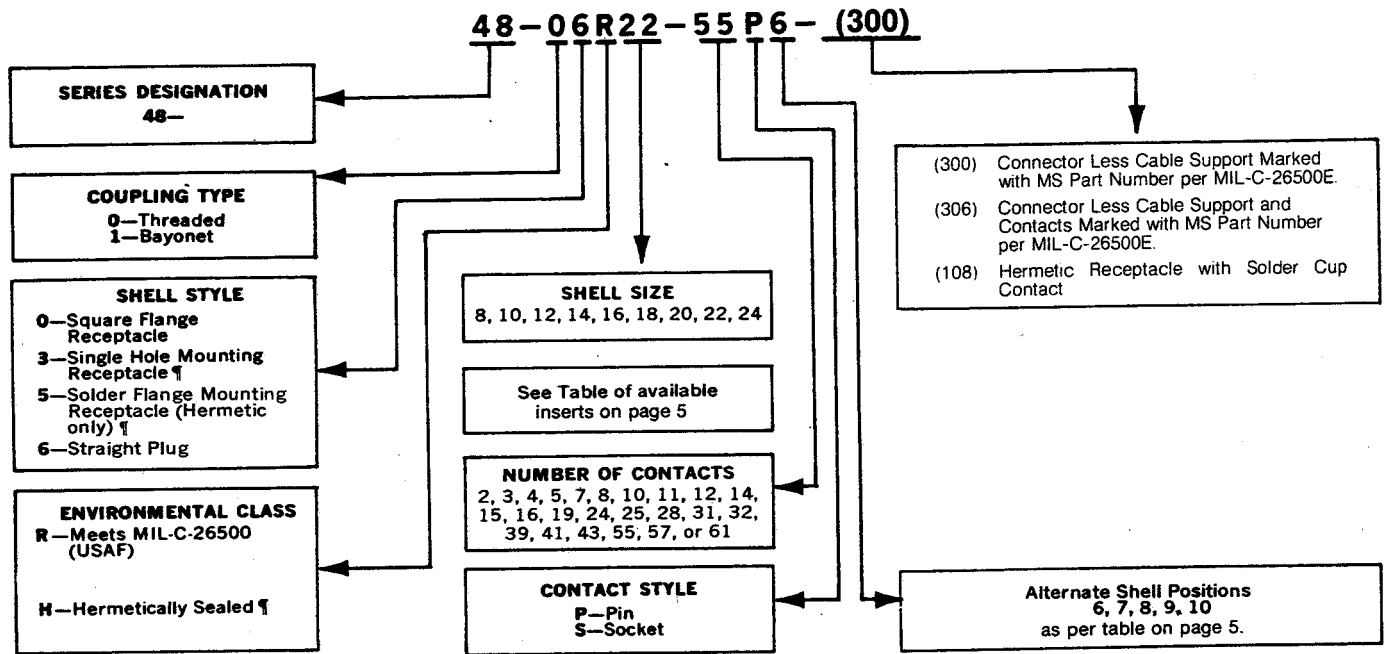 48-06R22-55P6-(300)
SERIES DESIGNATION
48—
COUPLING TYPE
0—Threaded
1—Bayonet
SHELL STYLE
0—Square Flange
Receptacle
3—Single Hole Mounting
Receptacle ¶
5—Solder Flange Mounting
Receptacle (Hermetic
only) ¶
6—Straight Plug
ENVIRONMENTAL CLASS
R—Meets MIL-C-26500
(USAF)
H—Hermetically Sealed ¶
SHELL SIZE
8, 10, 12, 14, 16, 18, 20, 22, 24
See Table of available
inserts on page 5
NUMBER OF CONTACTS
2, 3, 4, 5, 7, 8, 10, 11, 12, 14,
15, 16, 19, 24, 25, 28, 31, 32,
39, 41, 43, 55, 57, or 61
CONTACT STYLE
P—Pin
S—Socket
(300) Connector Less Cable Support Marked
with MS Part Number per MIL-C-26500E.
(306) Connector Less Cable Support and
Contacts Marked with MS Part Number
per MIL-C-26500E.
(108) Hermetic Receptacle with Solder Cup
Contact
Alternate Shell Positions
6, 7, 8, 9, 10
as per table on page 5.